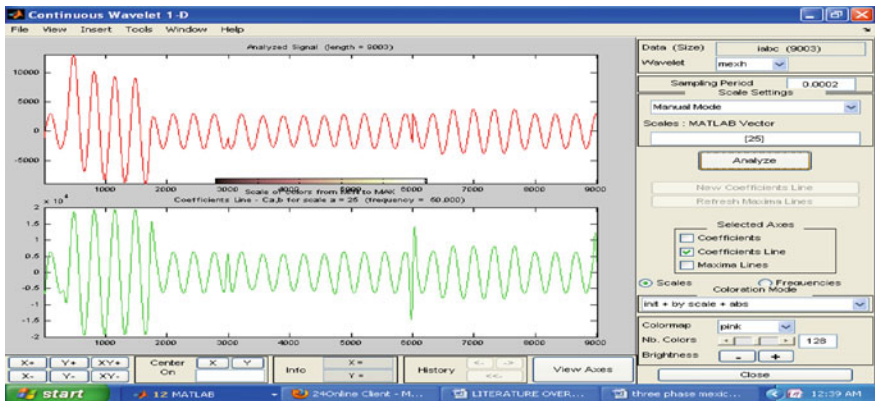 Continuous Wavelet 1-D
File View Insert Tools Window Help
Analyzed Signal (length = 9003)
10000
5000
0
-5000
1000 2000 3000 4000 5000 6000 7000 8000 9000
Scale of colors from MIN to MAX
Coefficients Line - Ca,b for scale a = 25 (frequency = 50.000)
x 10
2
1.5
1
0.5
0
-0.5
-1
-1.5
-2
0 1000 2000 3000 4000 5000 6000 7000 8000 9000
Data (Size) iabc (9003)
Wavelet mexh
Sampling Period 0.0002
Scale Settings
Manual Mode
Scales : MATLAB Vector
[25]
Analyze
New Coefficients Line
Refresh Maxima Lines
Selected Axes
Coefficients
Coefficients Line
Maxima Lines
Scales Frequencies
Coloration Mode
init + by scale + abs
Colormap pink
Nb. Colors - + 128
Brightness - +
Close
X+ Y+ XY+
X- Y- XY-
Center On X Y
Info X = Y =
History <- -> <<-
View Axes
start
12 MATLAB
24Online Client - M...
LITERATURE OVER...
three phase mexic...
12:39 AM